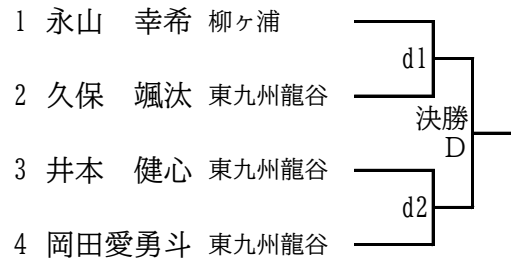 1 永山　幸希 柳ヶ浦
d1
2 久保　颯汰 東九州龍谷
決勝
D
3 井本　健心 東九州龍谷
d2
4 岡田愛勇斗 東九州龍谷